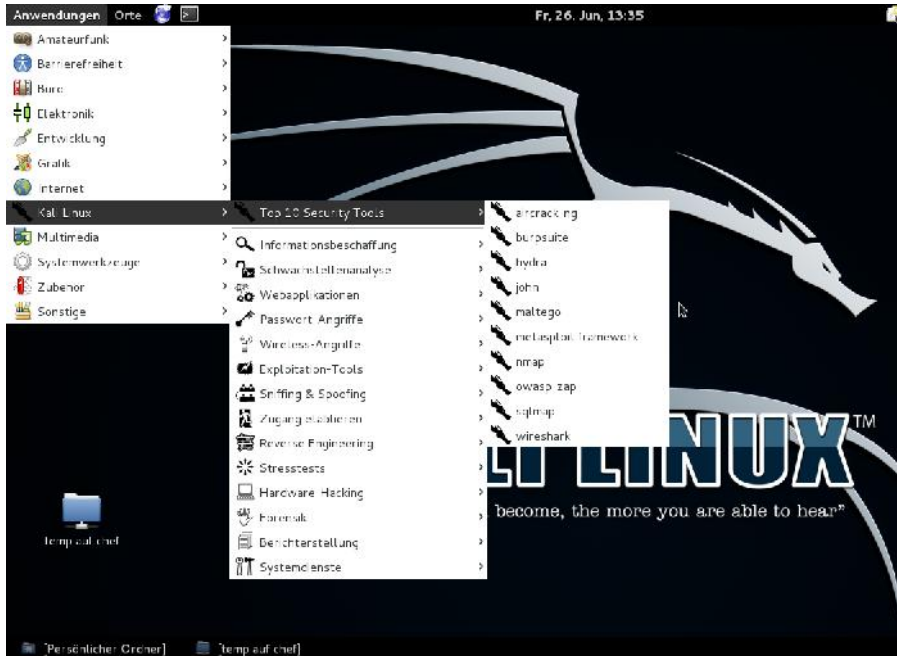 Anwendungen Orte Fr, 26. Jun, 13:35
Amateurfunk
Barrierefreiheit
Büro
Elektronik
Entwicklung
Grafik
Internet
Kali Linux
Multimedia
Systemwerkzeuge
Zubehör
Sonstige
Top 10 Security Tools
Informationsbeschaffung
Schwachstellenanalyse
Webapplikationen
Passwort-Angriffe
Wireless-Angriffe
Exploitation-Tools
Sniffing & Spoofing
Zugang etablieren
Reverse Engineering
Stresstests
Hardware-Hacking
Forensik
Berichterstellung
Systemdienste
aircrack-ng
burpsuite
hydra
john
maltego
metasploit framework
nmap
owasp-zap
sqlmap
wireshark
LI LINUX™
become, the more you are able to hear"
temp auf chef
[Persönlicher Ordner] [temp auf chef]